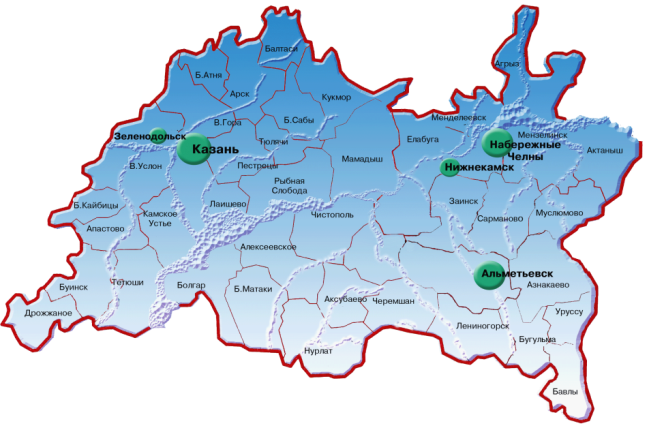 Балтаси
Агрыз
Б.Атня
Арск
Кукмор
Менделеевск
В.Гора
Б.Сабы
Зеленодольск
Казань
Тюлячи
Елабуга
Мензелинск
Набережные
Челны
Актаныш
В.Услон
Пестрецы
Мамадыш
Нижнекамск
Рыбная
Слобода
Б.Кайбицы
Лаишево
Заинск
Камское
Устье
Чистополь
Сарманово
Муслюмово
Апастово
Алексеевское
Альметьевск
Буинск
Тетюши
Болгар
Б.Матаки
Азнакаево
Дрожжаное
Аксубаево
Черемшан
Уруссу
Лениногорск
Бугульма
Нурлат
Бавлы